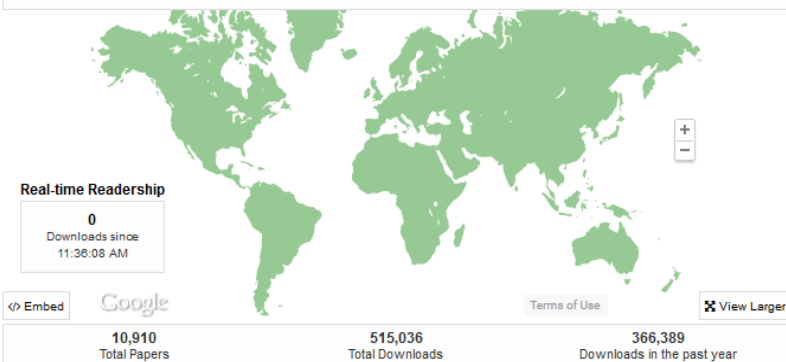 +
−
Real-time Readership
0
Downloads since
11:36:08 AM
</> Embed
Google
Terms of Use
View Larger
10,910
Total Papers
515,036
Total Downloads
366,389
Downloads in the past year